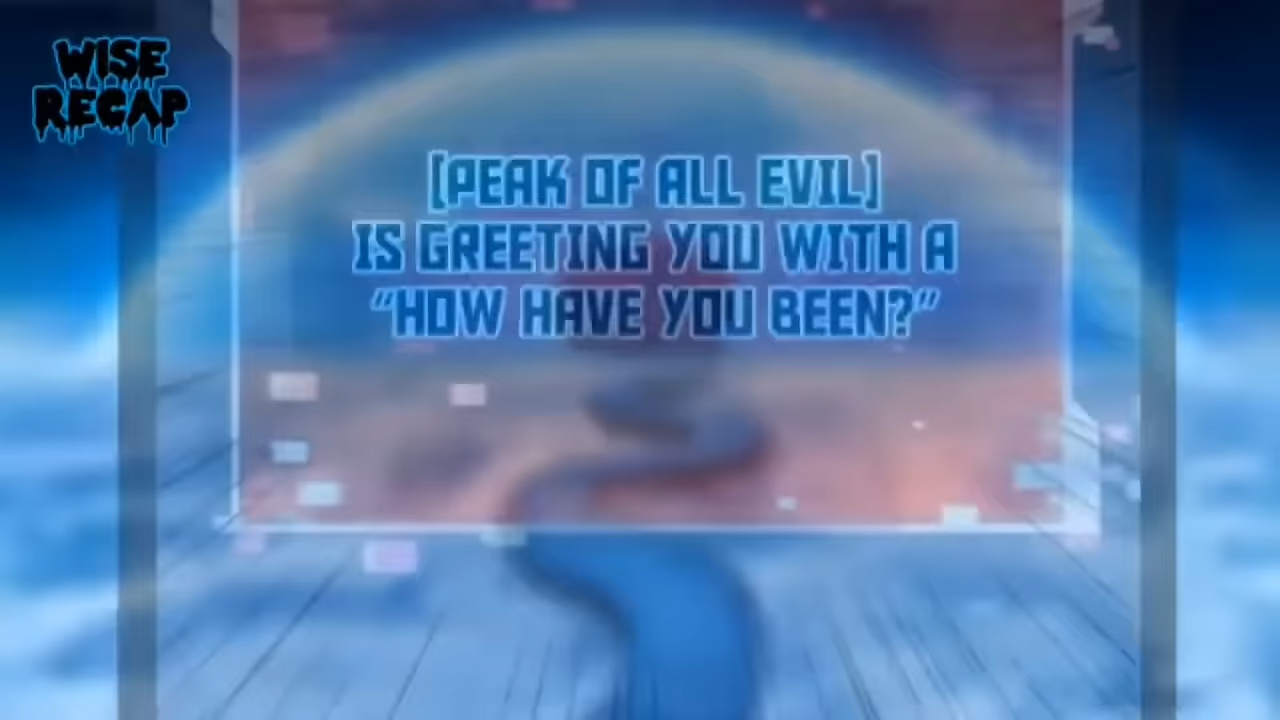 WISE
RECAP
[PEAK OF ALL EVIL]
IS GREETING YOU WITH A
"HOW HAVE YOU BEEN?"